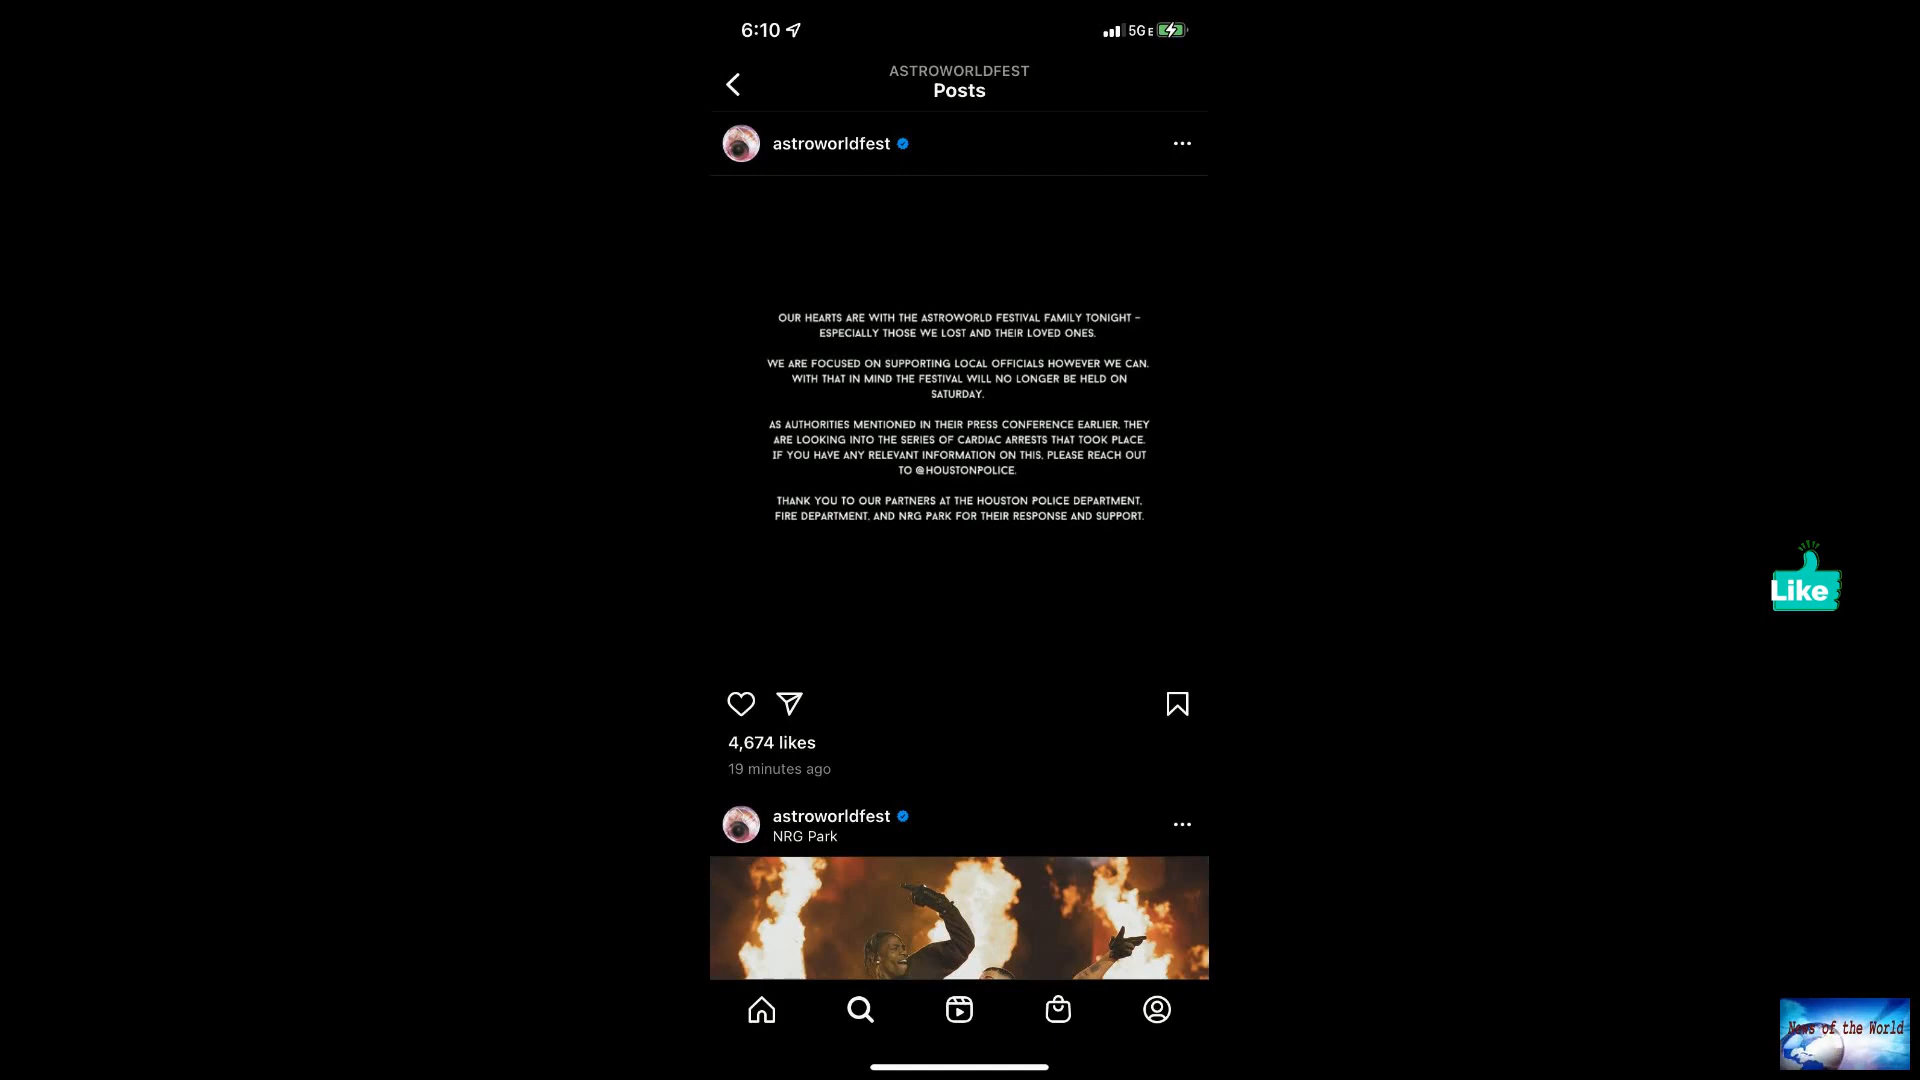 6:10
5GE
ASTROWORLDFEST
Posts
astroworldfest
OUR HEARTS ARE WITH THE ASTROWORLD FESTIVAL FAMILY TONIGHT –
ESPECIALLY THOSE WE LOST AND THEIR LOVED ONES.
WE ARE FOCUSED ON SUPPORTING LOCAL OFFICIALS HOWEVER WE CAN.
WITH THAT IN MIND THE FESTIVAL WILL NO LONGER BE HELD ON
SATURDAY.
AS AUTHORITIES MENTIONED IN THEIR PRESS CONFERENCE EARLIER, THEY
ARE LOOKING INTO THE SERIES OF CARDIAC ARRESTS THAT TOOK PLACE.
IF YOU HAVE ANY RELEVANT INFORMATION ON THIS, PLEASE REACH OUT
TO @HOUSTONPOLICE.
THANK YOU TO OUR PARTNERS AT THE HOUSTON POLICE DEPARTMENT,
FIRE DEPARTMENT, AND NRG PARK FOR THEIR RESPONSE AND SUPPORT.
Like
4,674 likes
19 minutes ago
astroworldfest
NRG Park
News of the World